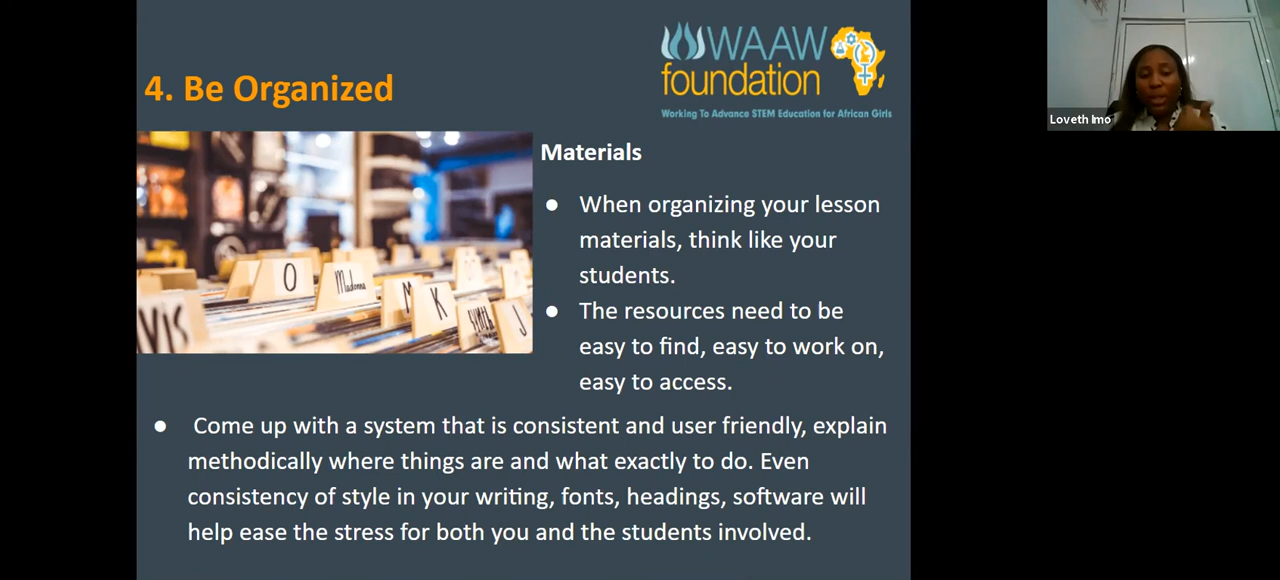 WAAW
foundation
Working To Advance STEM Education for African Girls
4. Be Organized
Loveth Imo
O
Madonna
K
J
Materials
● When organizing your lesson
materials, think like your
students.
● The resources need to be
easy to find, easy to work on,
easy to access.
● Come up with a system that is consistent and user friendly, explain
methodically where things are and what exactly to do. Even
consistency of style in your writing, fonts, headings, software will
help ease the stress for both you and the students involved.